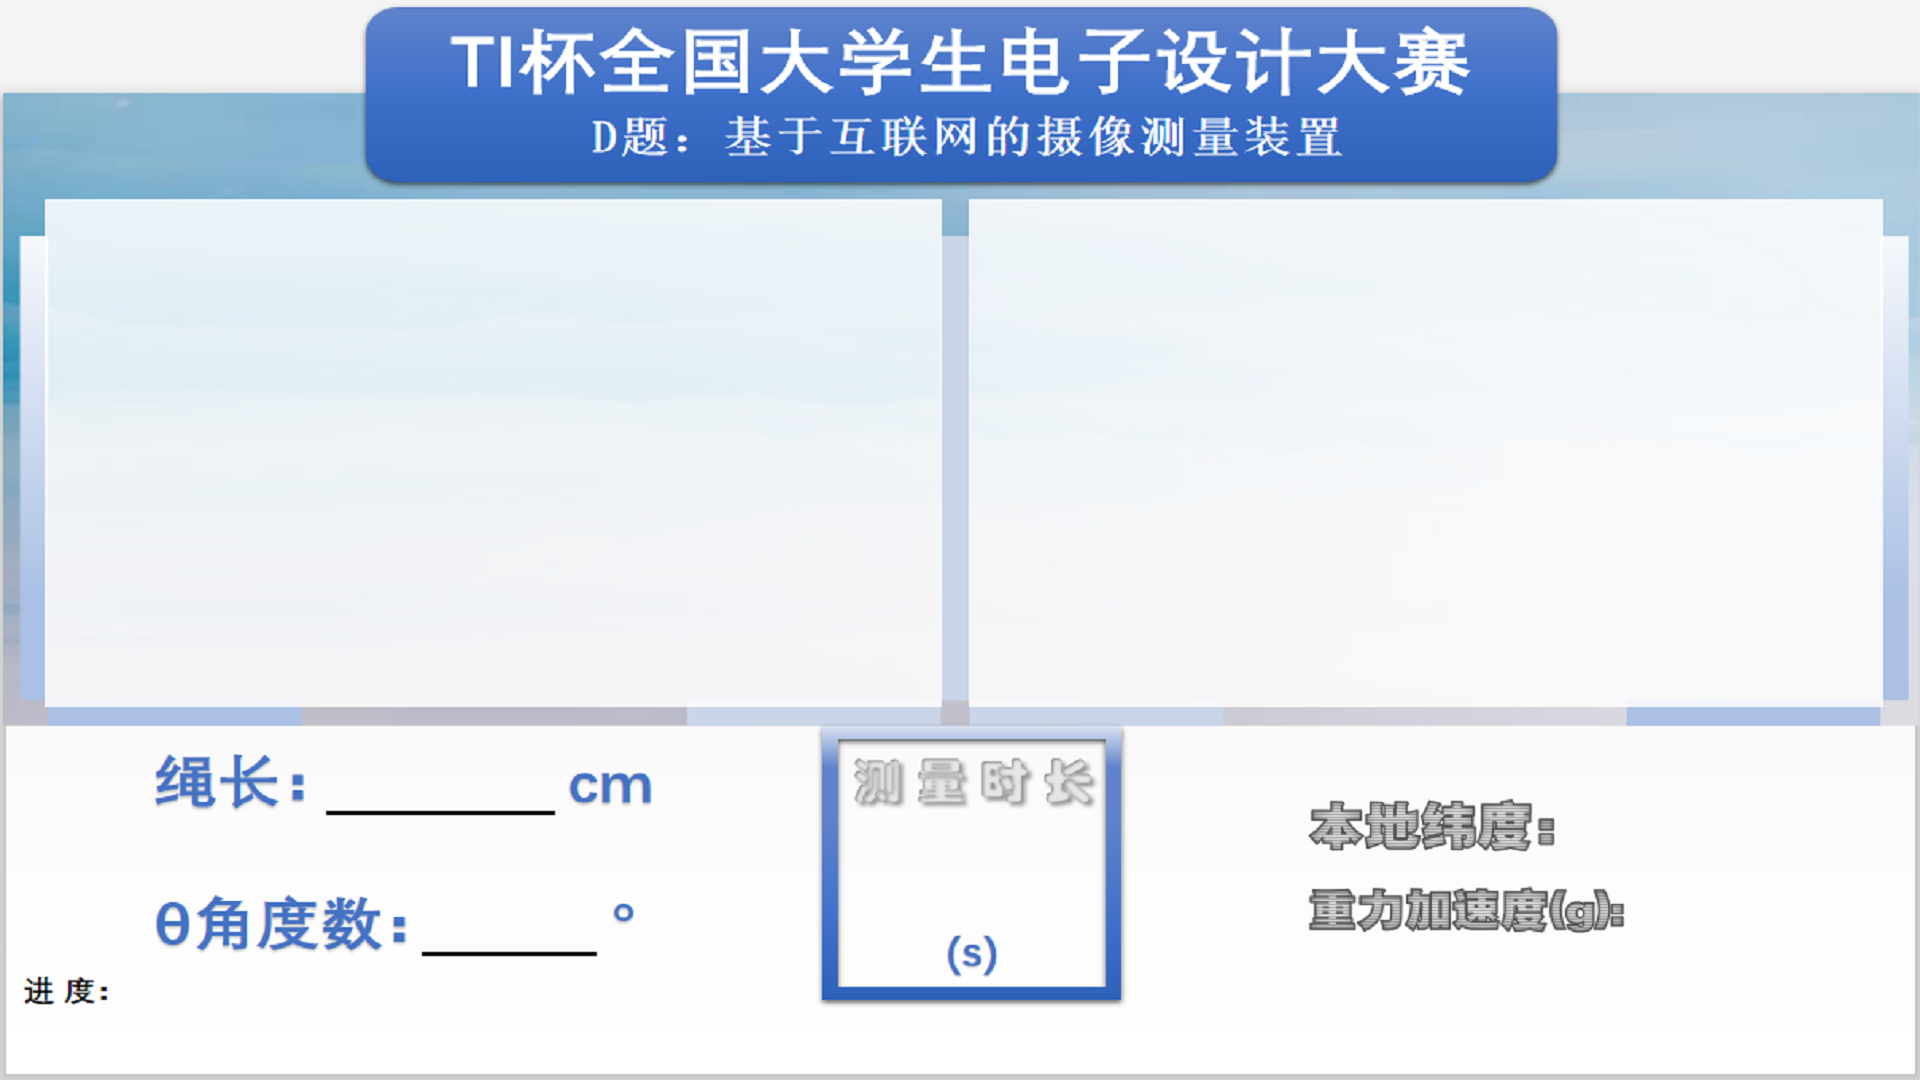 TI杯全国大学生电子设计大赛
D题：基于互联网的摄像测量装置
绳长：________ cm
θ角度数：______ °
进 度：
测 量 时 长
(s)
本地纬度：
重力加速度(g):